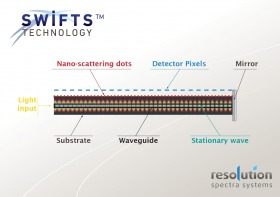 SWIFTS™
TECHNOLOGY
Nano-scattering dots
Detector Pixels
Mirror
Light
input
Substrate
Waveguide
Stationary wave
resolution
spectra systems